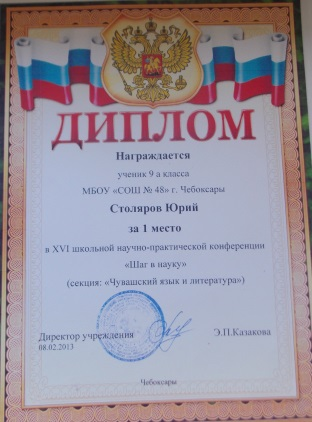 ДИПЛОМ
Награждается
ученик 9 а класса
МБОУ «СОШ № 48» г. Чебоксары
Столяров Юрий
за 1 место
в XVI школьной научно-практической конференции
«Шаг в науку»
(секция: «Чувашский язык и литература»)
Директор учреждения Э.П.Казакова
08.02.2013
Чебоксары